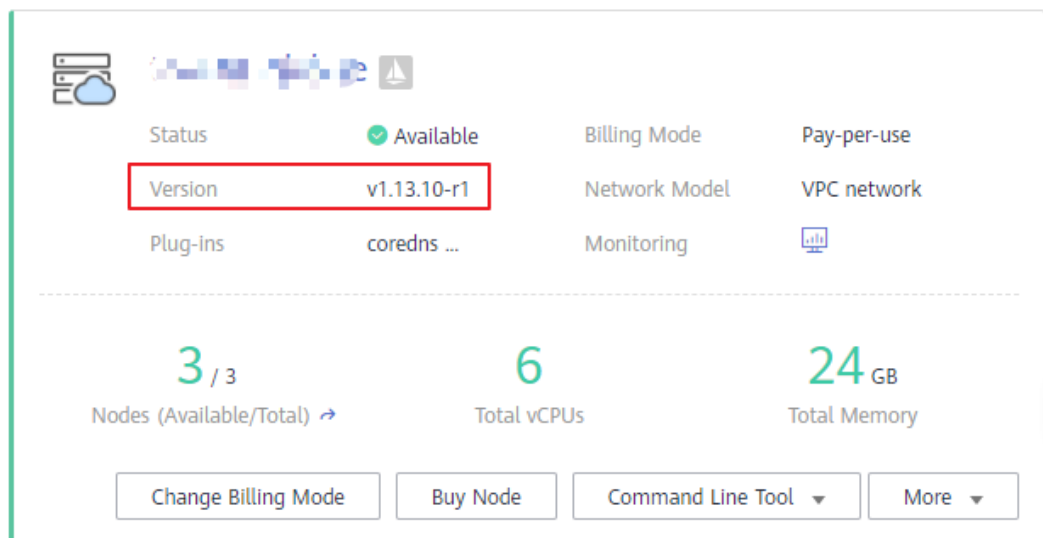 Status Available Billing Mode Pay-per-use
Version v1.13.10-r1 Network Model VPC network
Plug-ins coredns ... Monitoring
3 / 3 6 24 GB
Nodes (Available/Total) Total vCPUs Total Memory
Change Billing Mode Buy Node Command Line Tool More